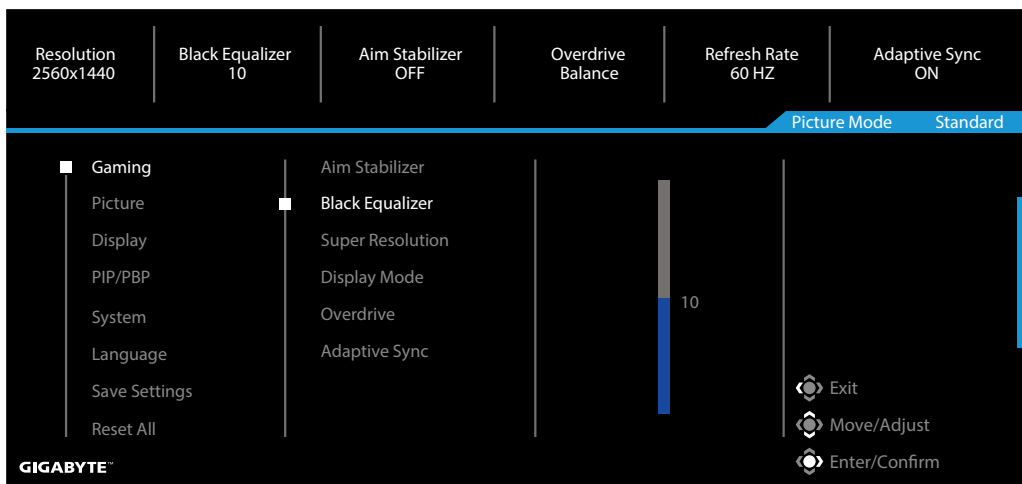 Resolution
2560x1440
Black Equalizer
10
Aim Stabilizer
OFF
Overdrive
Balance
Refresh Rate
60 HZ
Adaptive Sync
ON
Picture Mode Standard
Gaming
Picture
Display
PIP/PBP
System
Language
Save Settings
Reset All
Aim Stabilizer
Black Equalizer
Super Resolution
Display Mode
Overdrive
Adaptive Sync
10
Exit
Move/Adjust
Enter/Confirm
GIGABYTE™